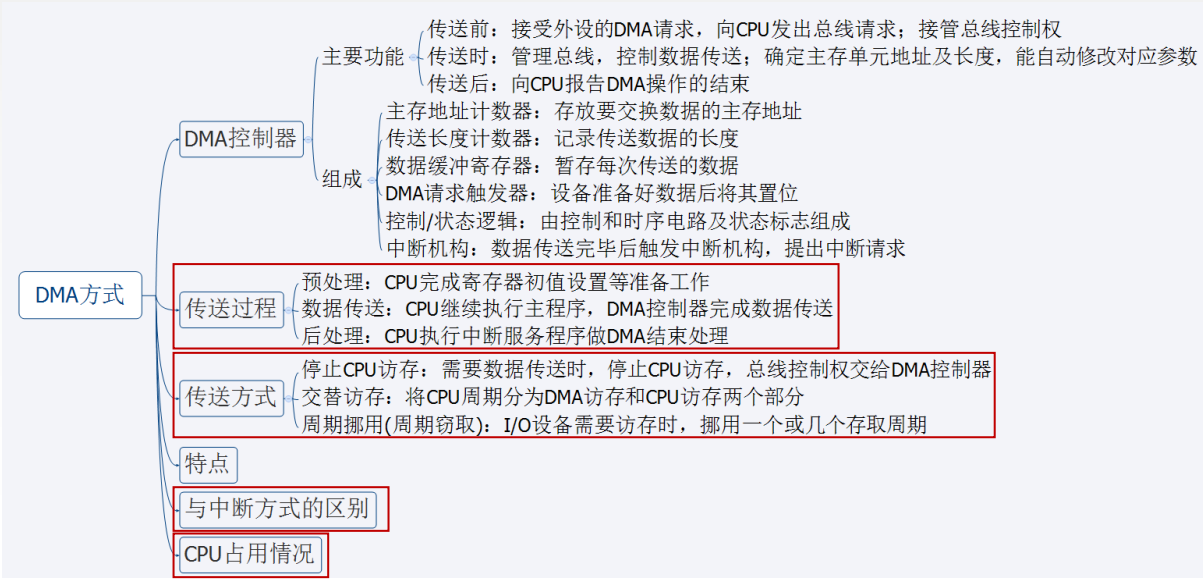 传送前：接受外设的DMA请求，向CPU发出总线请求；接管总线控制权
主要功能
传送时：管理总线，控制数据传送；确定主存单元地址及长度，能自动修改对应参数
传送后：向CPU报告DMA操作的结束
DMA控制器
主存地址计数器：存放要交换数据的主存地址
传送长度计数器：记录传送数据的长度
数据缓冲寄存器：暂存每次传送的数据
组成
DMA请求触发器：设备准备好数据后将其置位
控制/状态逻辑：由控制和时序电路及状态标志组成
中断机构：数据传送完毕后触发中断机构，提出中断请求
DMA方式
预处理：CPU完成寄存器初值设置等准备工作
传送过程
数据传送：CPU继续执行主程序，DMA控制器完成数据传送
后处理：CPU执行中断服务程序做DMA结束处理
停止CPU访存：需要数据传送时，停止CPU访存，总线控制权交给DMA控制器
传送方式
交替访存：将CPU周期分为DMA访存和CPU访存两个部分
周期挪用(周期窃取)：I/O设备需要访存时，挪用一个或几个存取周期
特点
与中断方式的区别
CPU占用情况